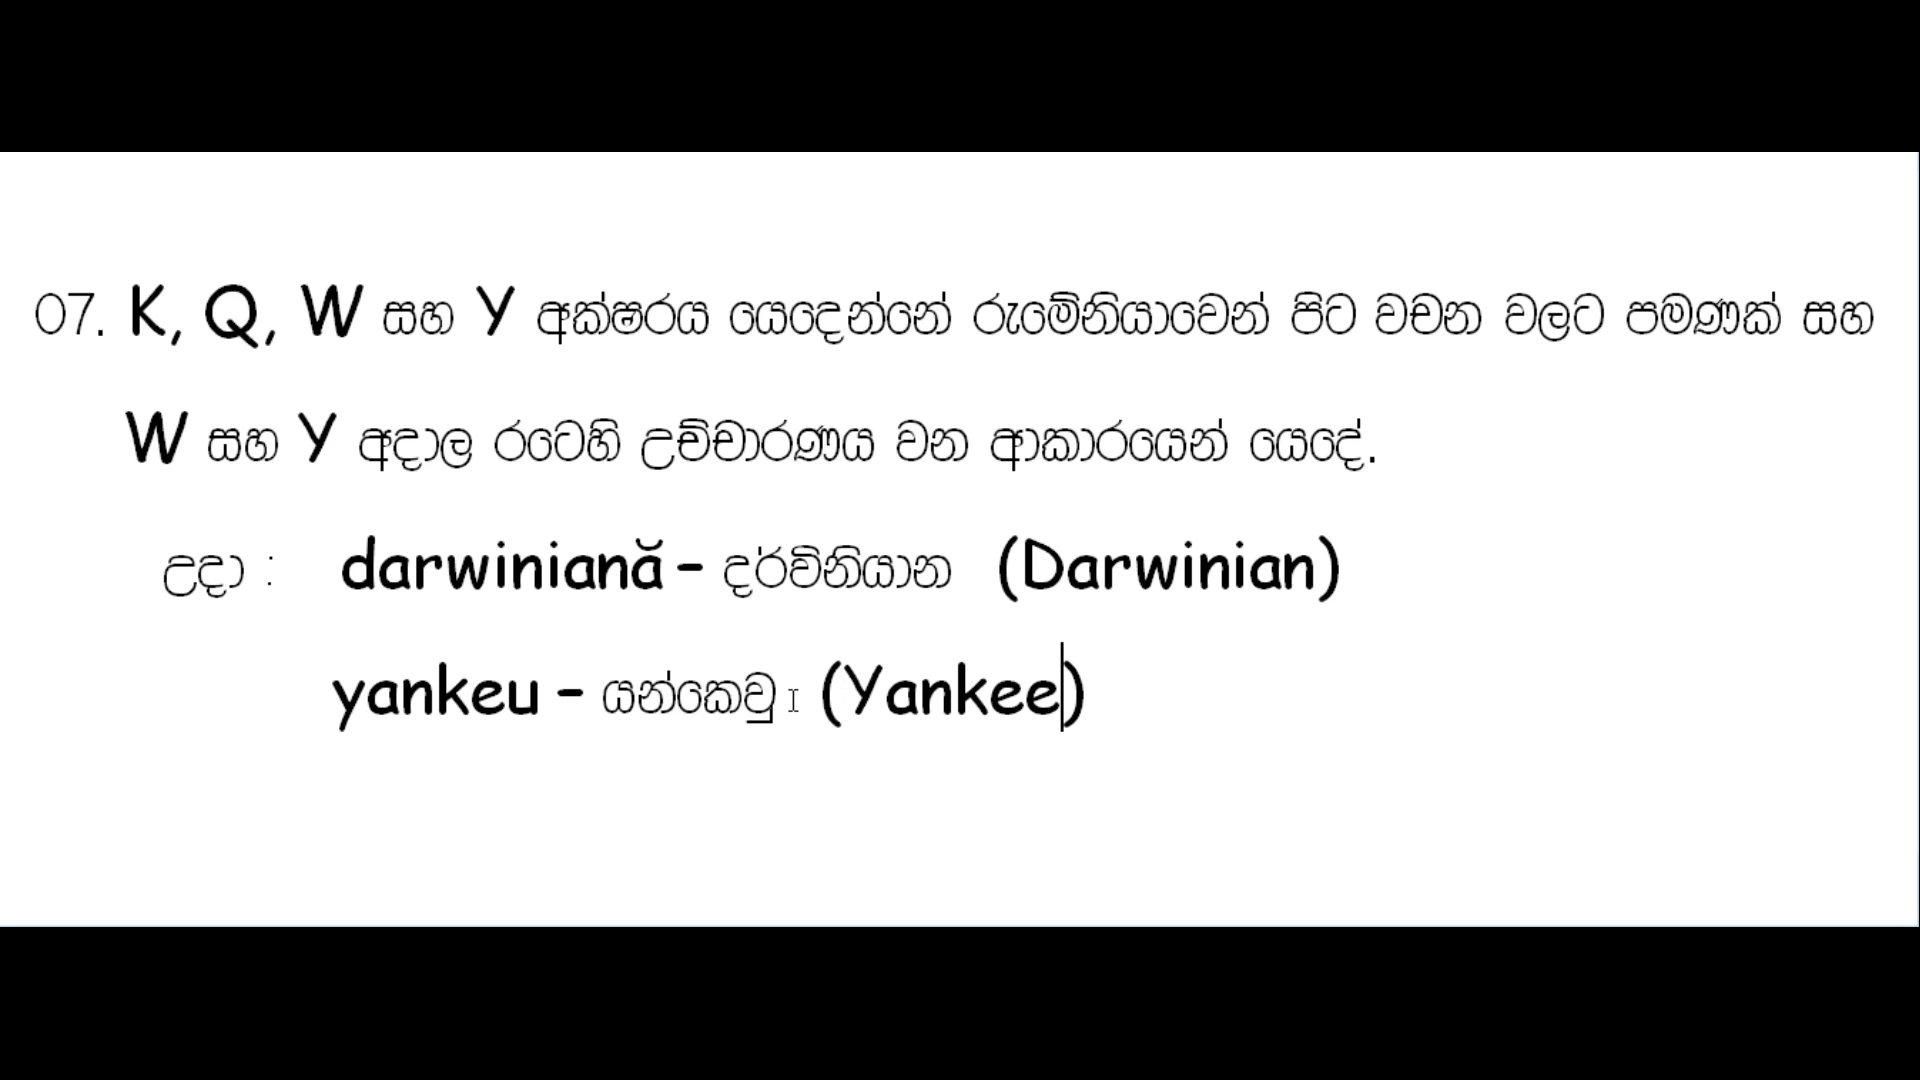 07. K, Q, W සහ Y අක්ෂරය යෙදෙන්නේ රුමේනියාවෙන් පිට වචන වලට පමණක් සහ
W සහ Y අදාල රටෙහි උච්චාරණය වන ආකාරයෙන් යෙදේ.
උදා : darwiniană – දර්විනියාන (Darwinian)
yankeu – යන්කෙවු (Yankee)